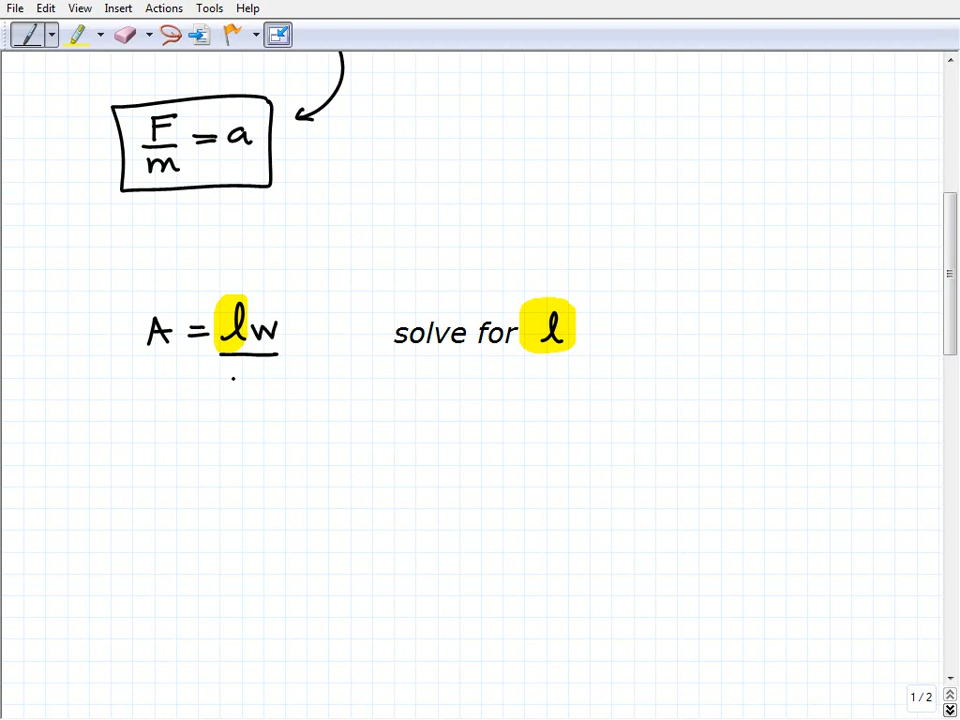 File Edit View Insert Actions Tools Help
F/m = a
A = lw solve for l
1 / 2